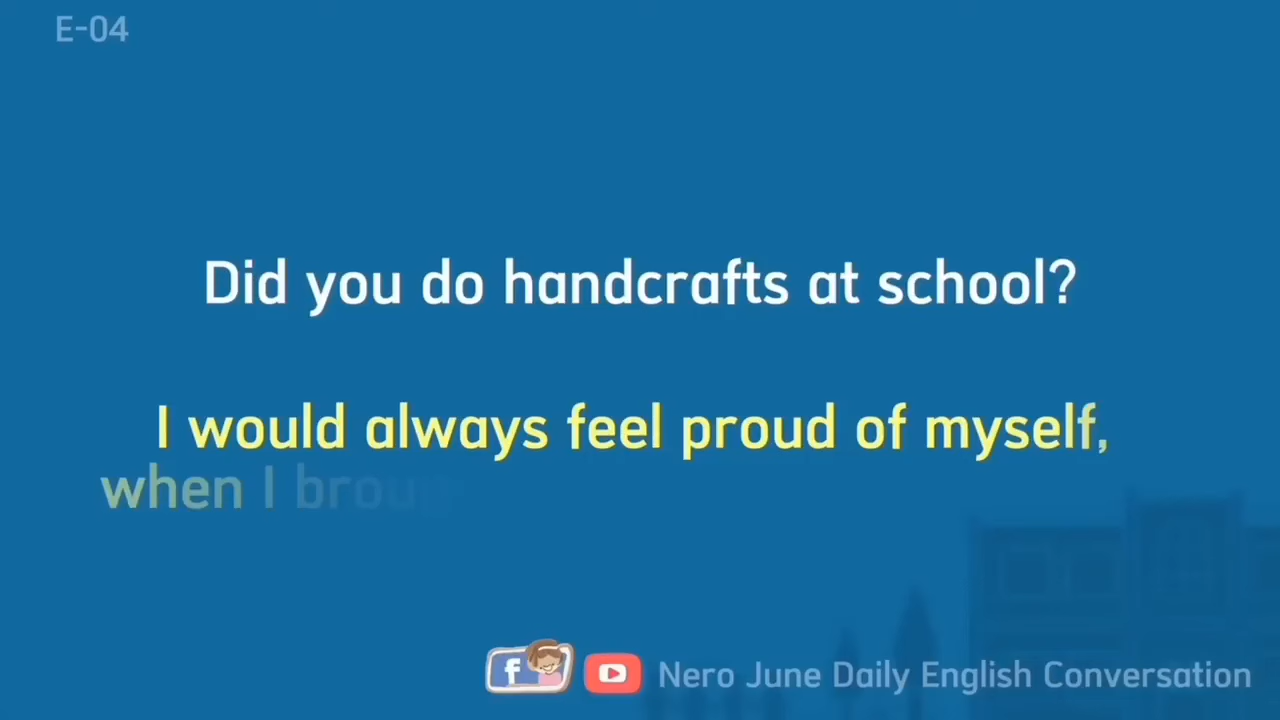 E-04
Did you do handcrafts at school?
I would always feel proud of myself,
when I
Nero June Daily English Conversation